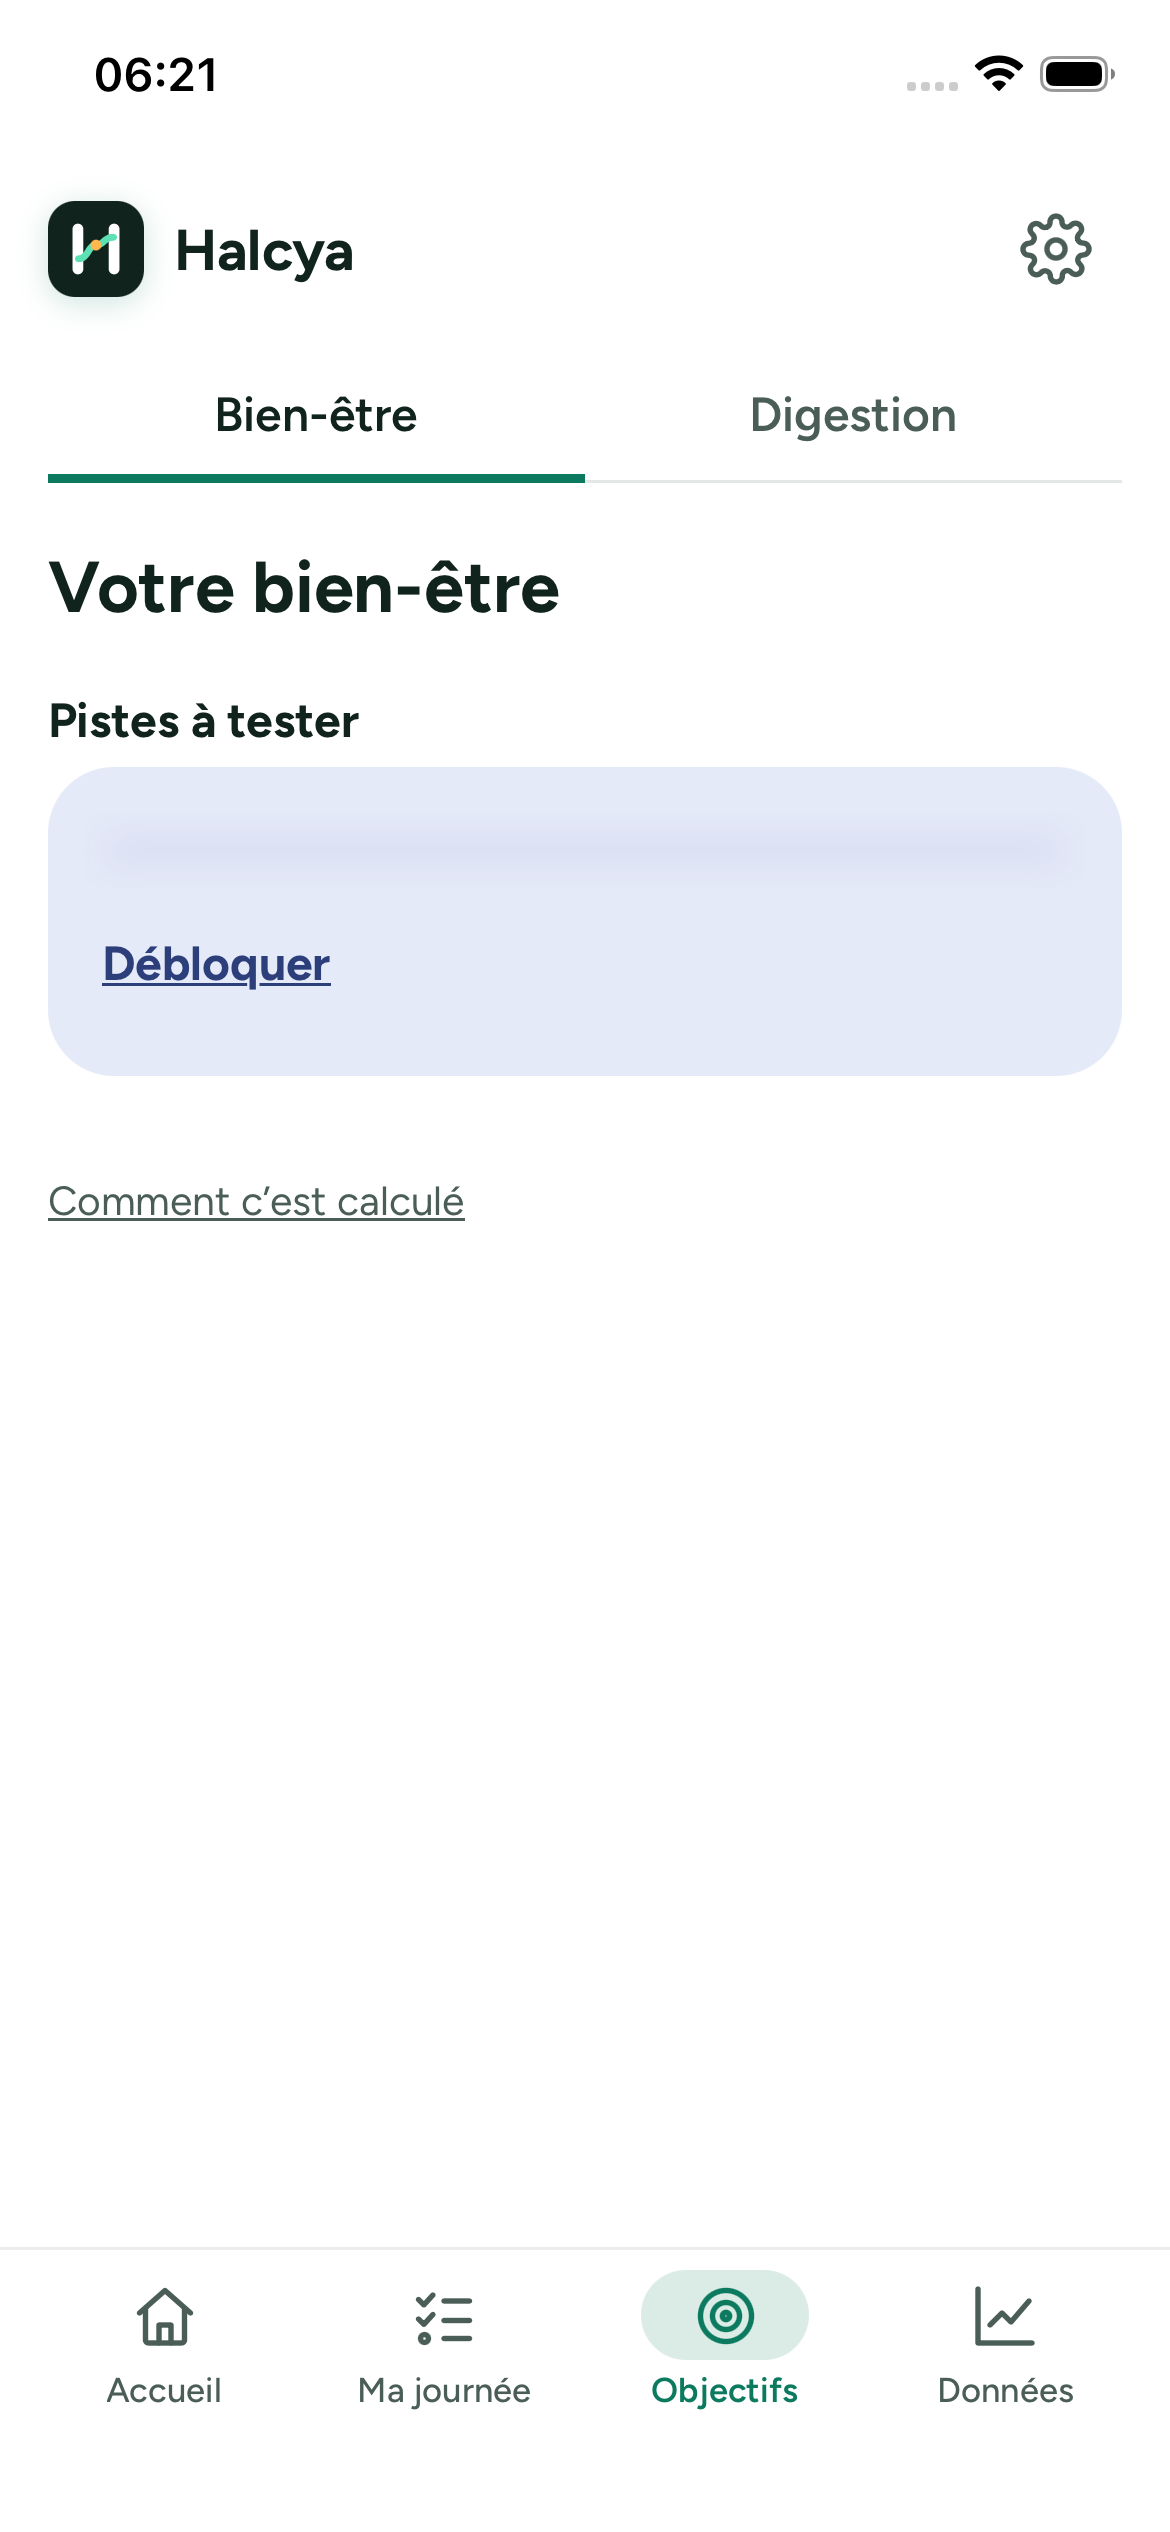 06:21
Halcya
Bien-être
Digestion
Votre bien-être
Pistes à tester
Débloquer
Comment c’est calculé
Accueil
Ma journée
Objectifs
Données